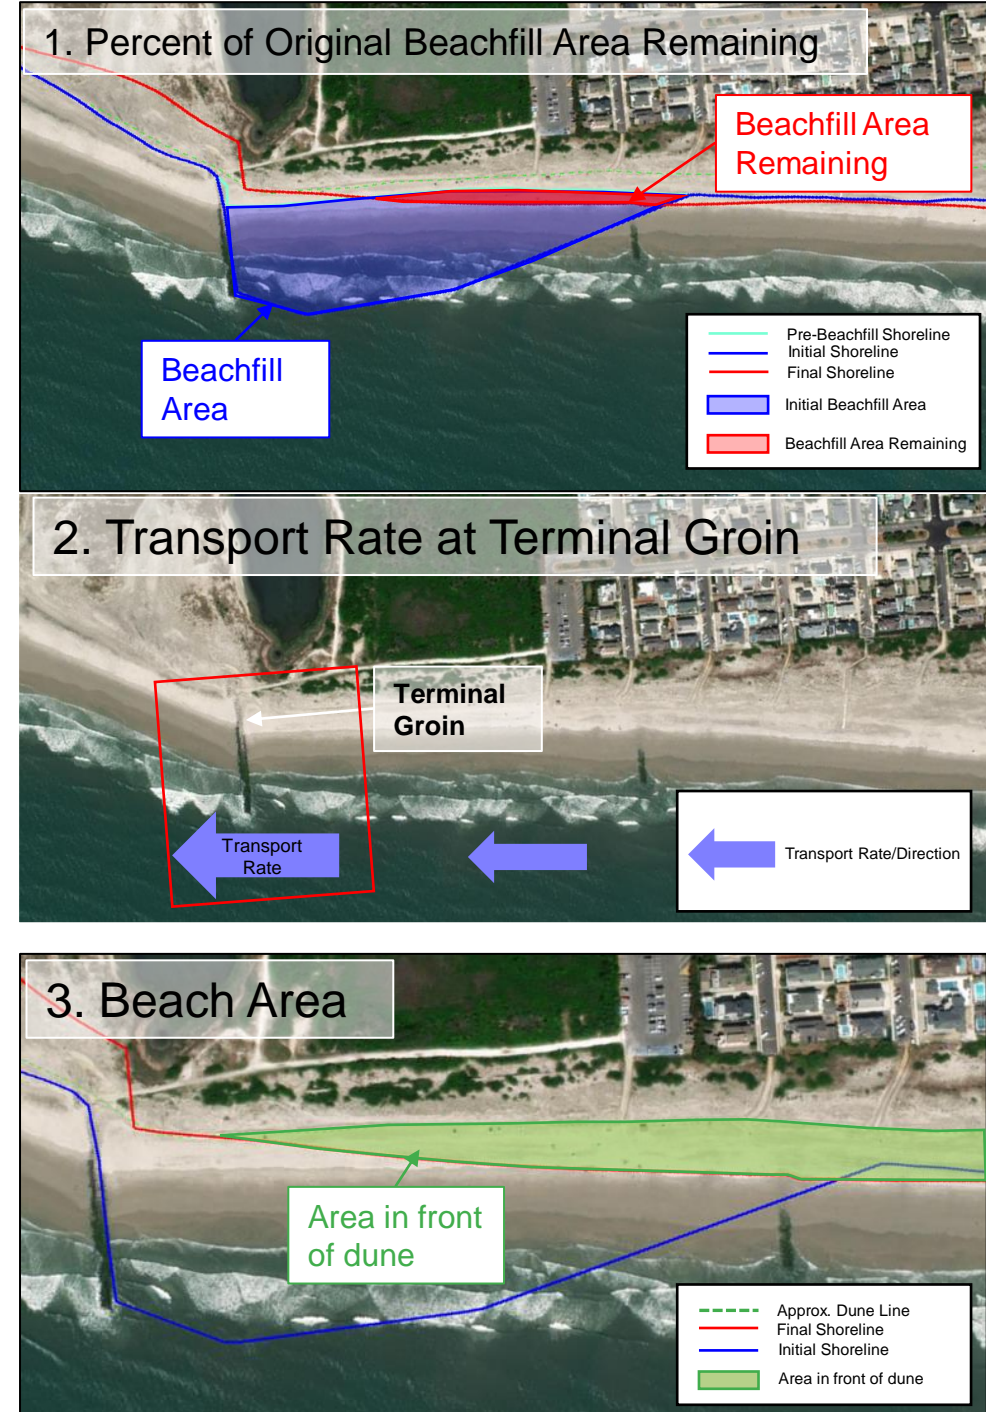 1. Percent of Original Beachfill Area Remaining
Beachfill Area
Remaining
Beachfill
Area
Pre-Beachfill Shoreline
Initial Shoreline
Final Shoreline
Initial Beachfill Area
Beachfill Area Remaining
2. Transport Rate at Terminal Groin
Terminal
Groin
Transport
Rate
Transport Rate/Direction
3. Beach Area
Area in front
of dune
Approx. Dune Line
Final Shoreline
Initial Shoreline
Area in front of dune